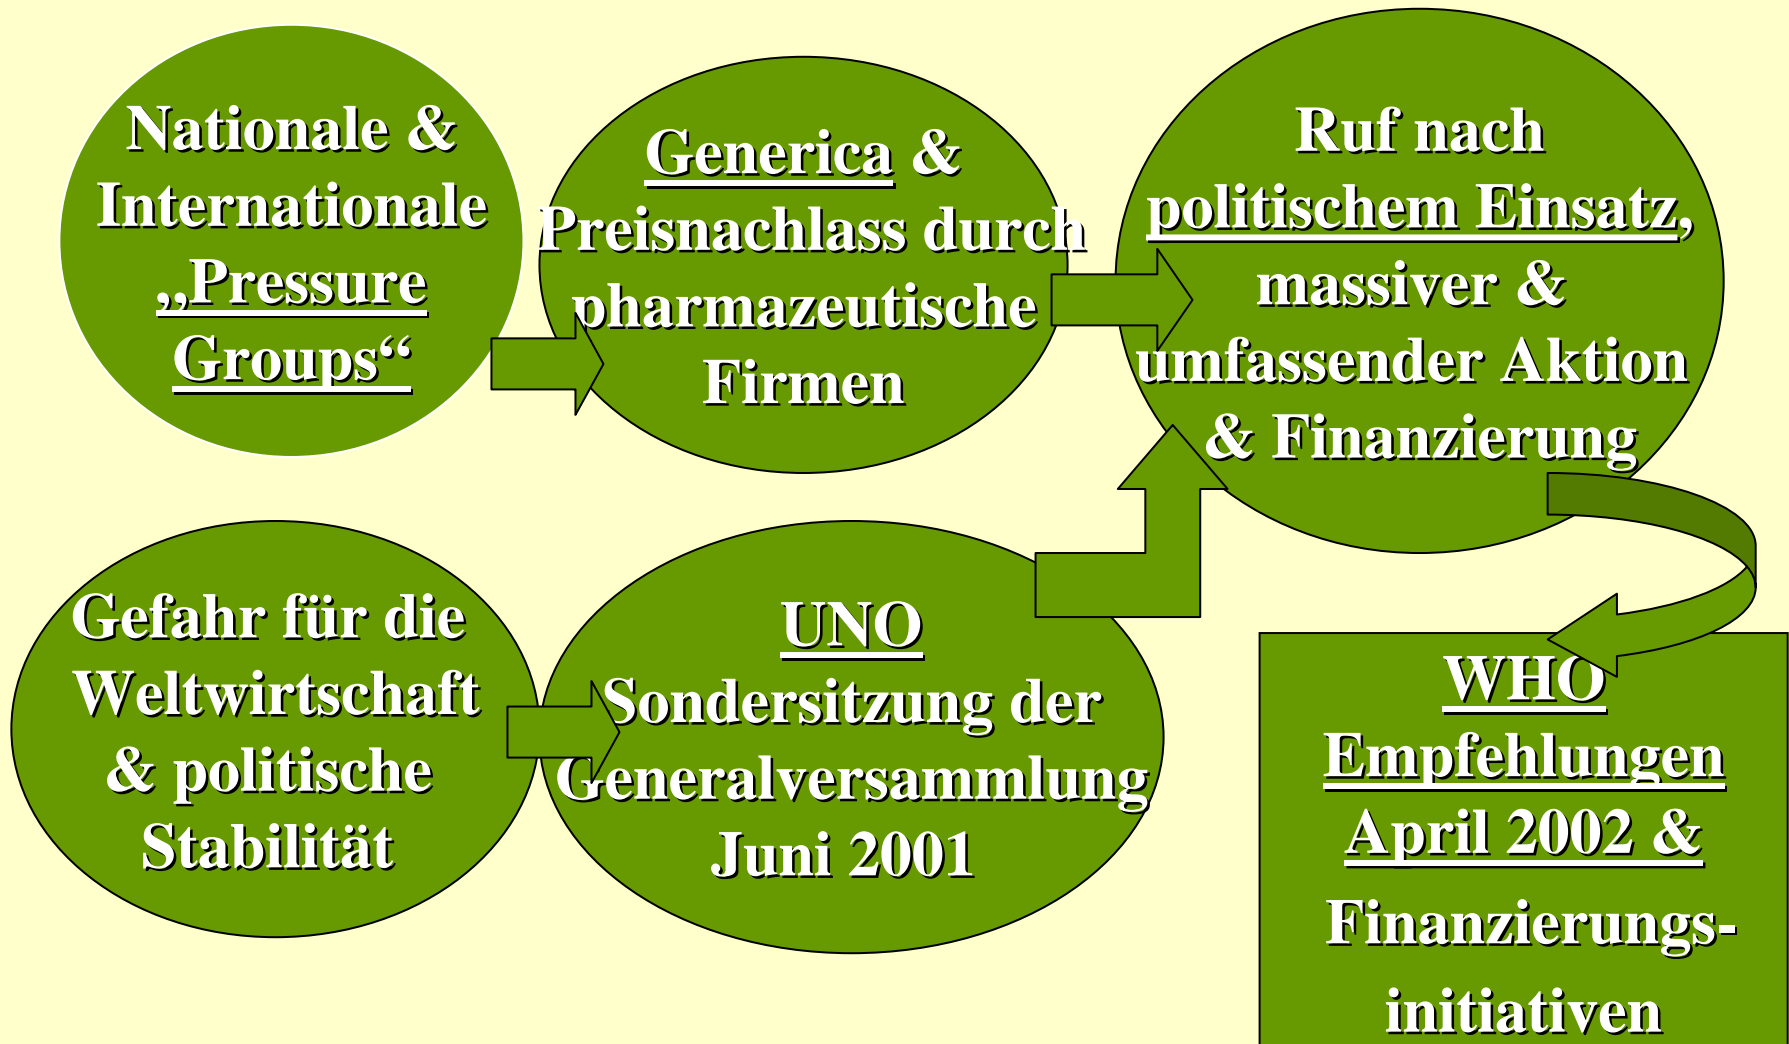 Nationale &
Internationale
„Pressure
Groups“
Generica &
Preisnachlass durch
pharmazeutische
Firmen
Ruf nach
politischem Einsatz,
massiver &
umfassender Aktion
& Finanzierung
Gefahr für die
Weltwirtschaft
& politische
Stabilität
UNO
Sondersitzung der
Generalversammlung
Juni 2001
WHO
Empfehlungen
April 2002 &
Finanzierungs-
initiativen